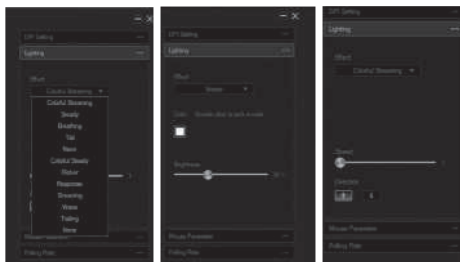 DPI Setting
Lighting
Effect
Colorful Streaming
Colorful Streaming
Steady
Breathing
Tail
Neon
Colorful Steady
Flicker
Response
Streaming
Wave
Trailing
None
Mouse Parameter
Polling Rate
DPI Setting
Lighting
Effect
Color
Brightness
Mouse Parameter
Polling Rate
DPI Setting
Lighting
Effect
Colorful Streaming
Speed
Direction
Mouse Parameter
Polling Rate